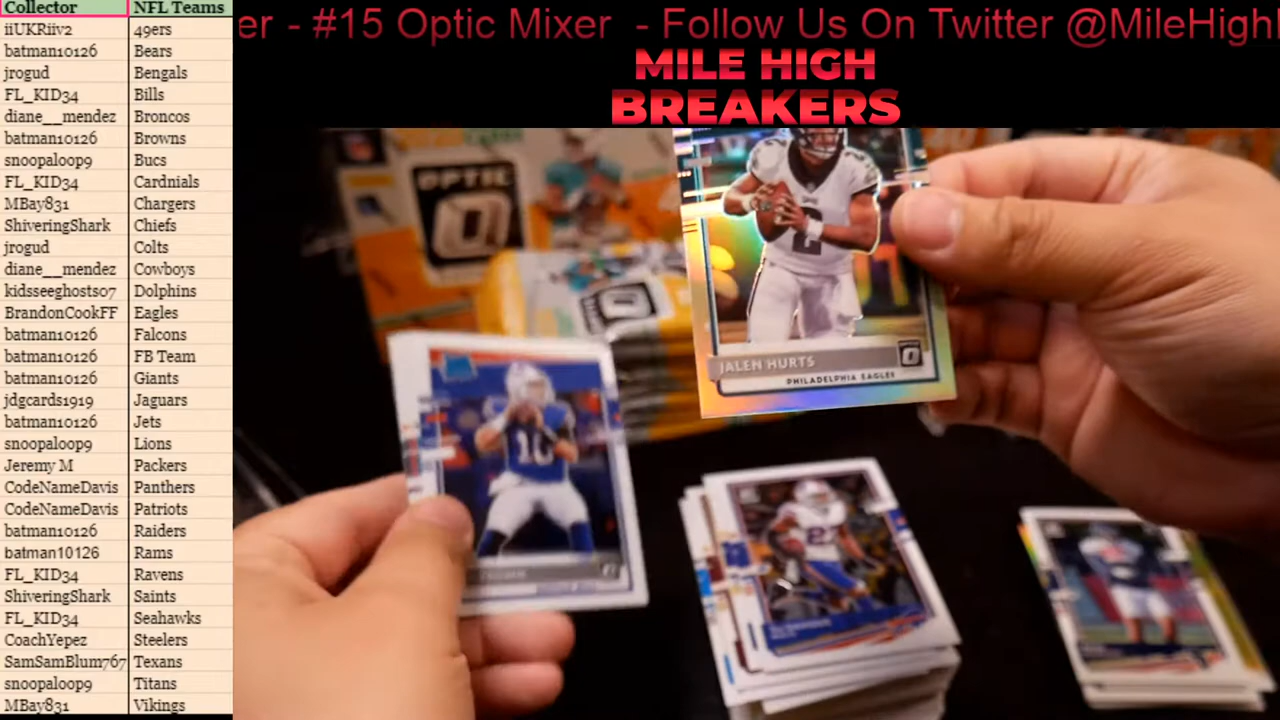 Collector NFL Teams
iiUKRiiv2 49ers
batman10126 Bears
jrogud Bengals
FL_KID34 Bills
diane__mendez Broncos
batman10126 Browns
snoopaloop9 Bucs
FL_KID34 Cardnials
MBay831 Chargers
ShiveringShark Chiefs
jrogud Colts
diane__mendez Cowboys
kidsseeghosts07 Dolphins
BrandonCookFF Eagles
batman10126 Falcons
batman10126 FB Team
batman10126 Giants
jdgcards1919 Jaguars
batman10126 Jets
snoopaloop9 Lions
Jeremy M Packers
CodeNameDavis Panthers
CodeNameDavis Patriots
batman10126 Raiders
batman10126 Rams
FL_KID34 Ravens
ShiveringShark Saints
FL_KID34 Seahawks
CoachYepez Steelers
SamSamBlum767 Texans
snoopaloop9 Titans
MBay831 Vikings
er - #15 Optic Mixer - Follow Us On Twitter @MileHigh
MILE HIGH
BREAKERS
OPTIC
2
JALEN HURTS
PHILADELPHIA EAGLES